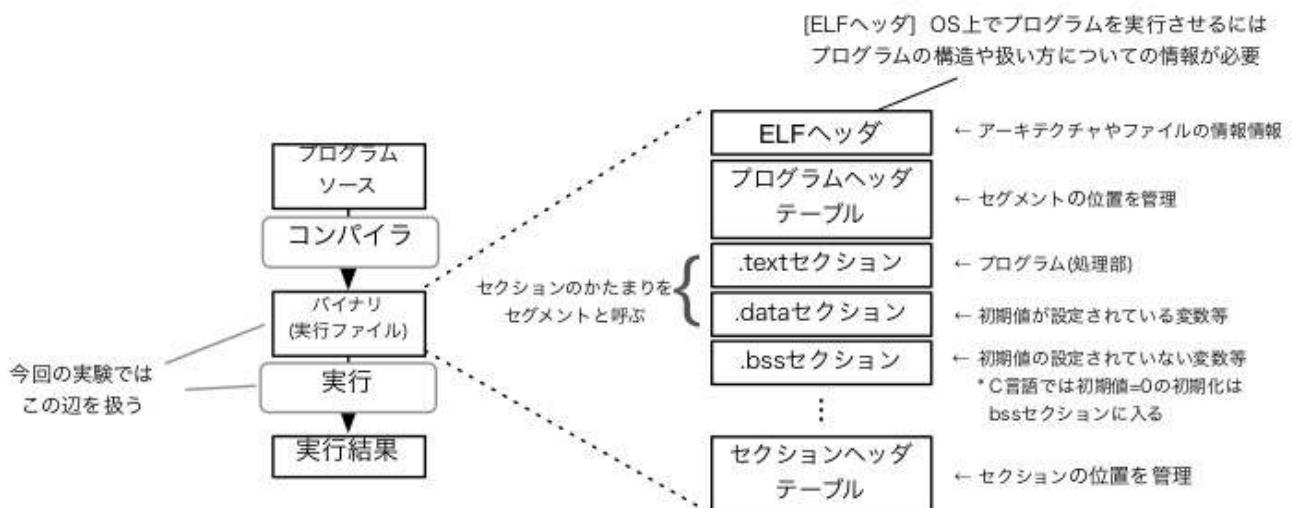 [ELFヘッダ] OS上でプログラムを実行させるには
プログラムの構造や扱い方についての情報が必要
プログラム
ソース
コンパイラ
バイナリ
(実行ファイル)
実行
実行結果
今回の実験では
この辺を扱う
セクションのかたまりを
セグメントと呼ぶ
ELFヘッダ
← アーキテクチャやファイルの情報情報
プログラムヘッダ
テーブル
← セグメントの位置を管理
.textセクション
← プログラム(処理部)
.dataセクション
← 初期値が設定されている変数等
.bssセクション
← 初期値の設定されていない変数等
* C言語では初期値=0の初期化は
bssセクションに入る
セクションヘッダ
テーブル
← セクションの位置を管理